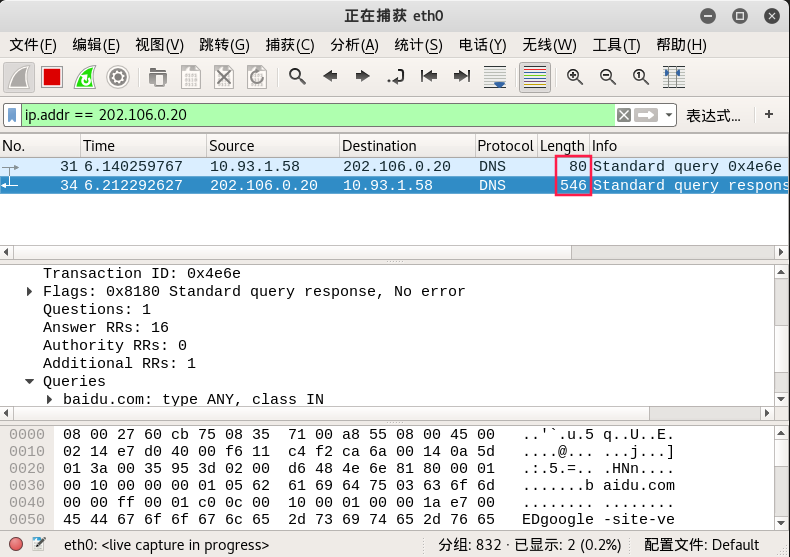 正在捕获 eth0
文件(F) 编辑(E) 视图(V) 跳转(G) 捕获(C) 分析(A) 统计(S) 电话(Y) 无线(W) 工具(T) 帮助(H)
ip.addr == 202.106.0.20 表达式… +
No. Time Source Destination Protocol Length Info
31 6.140259767 10.93.1.58 202.106.0.20 DNS 80 Standard query 0x4e6e
34 6.212292627 202.106.0.20 10.93.1.58 DNS 546 Standard query respons
Transaction ID: 0x4e6e
Flags: 0x8180 Standard query response, No error
Questions: 1
Answer RRs: 16
Authority RRs: 0
Additional RRs: 1
Queries
baidu.com: type ANY, class IN
0000 08 00 27 60 cb 75 08 35 71 00 a8 55 08 00 45 00 ..'`.u.5 q..U..E.
0010 02 14 e7 d0 40 00 f6 11 c4 f2 ca 6a 00 14 0a 5d ....@... ...j...]
0020 01 3a 00 35 95 3d 02 00 d6 48 4e 6e 81 80 00 01 .:.5.=.. .HNn....
0030 00 10 00 00 00 01 05 62 61 69 64 75 03 63 6f 6d .......b aidu.com
0040 00 00 ff 00 01 c0 0c 00 10 00 01 00 00 1a e7 00 ........ ........
0050 45 44 67 6f 6f 67 6c 65 2d 73 69 74 65 2d 76 65 EDgoogle -site-ve
eth0: <live capture in progress> 分组: 832 · 已显示: 2 (0.2%) 配置文件: Default